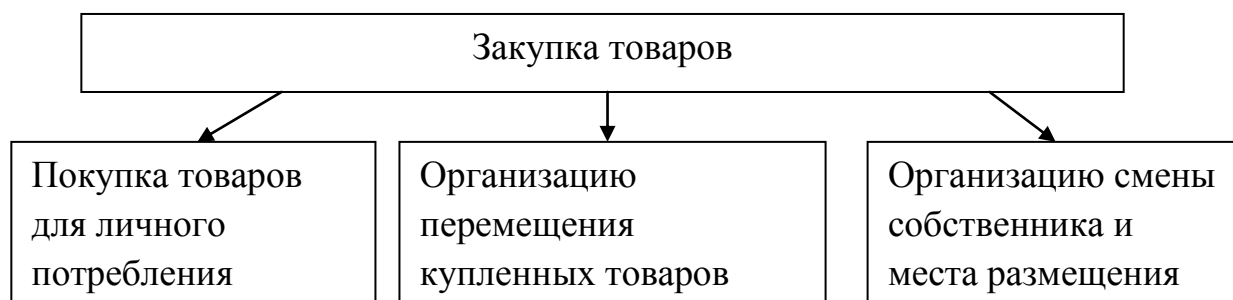 Закупка товаров
Покупка товаров
для личного
потребления
Организацию
перемещения
купленных товаров
Организацию смены
собственника и
места размещения